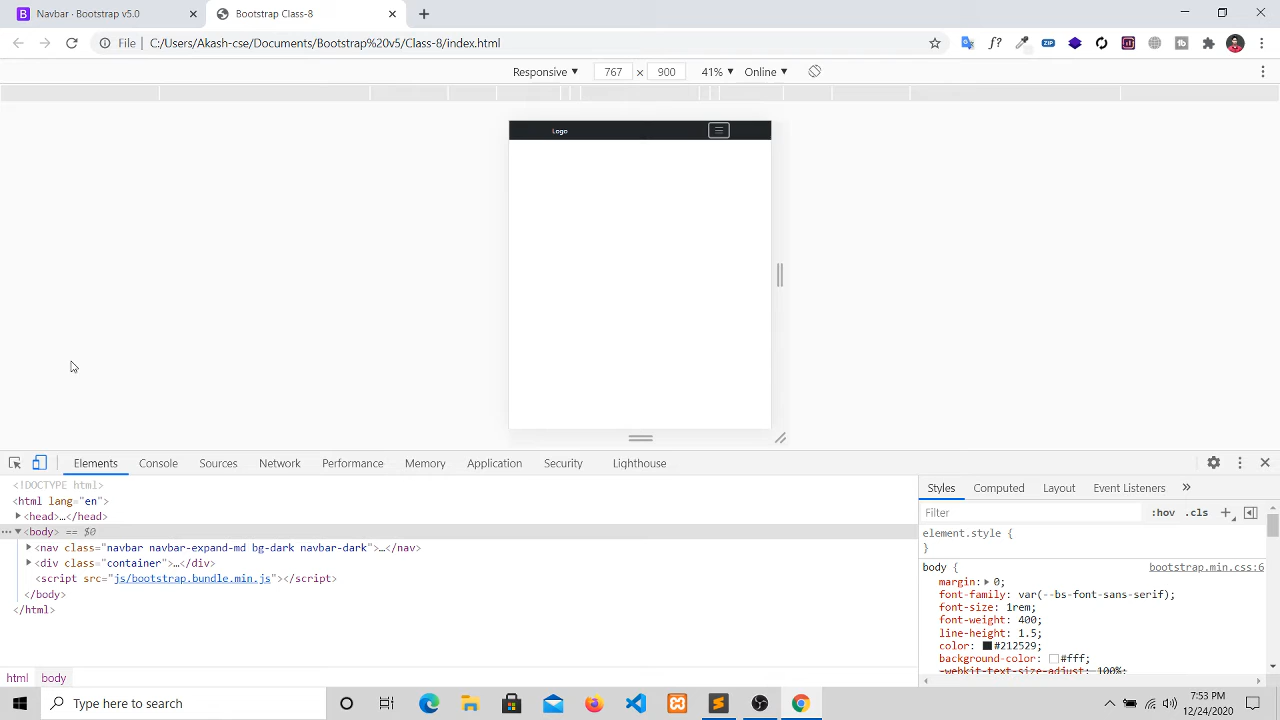 Navbar · Bootstrap v5.0
Bootstrap Class-8
File
C:/Users/Akash-cse/Documents/Bootstrap%20v5/Class-8/index.html
f?
ZIP
Responsive ▼ 767 × 900 41% ▼ Online ▼
Logo
Elements Console Sources Network Performance Memory Application Security Lighthouse
<!DOCTYPE html>
<html lang="en">
<head>…</head>
<body> == $0
<nav class="navbar navbar-expand-md bg-dark navbar-dark">…</nav>
<div class="container">…</div>
<script src="js/bootstrap.bundle.min.js"></script>
</body>
</html>
html body
Styles Computed Layout Event Listeners »
Filter :hov .cls +
element.style {
}
body { bootstrap.min.css:6
margin: 0;
font-family: var(--bs-font-sans-serif);
font-size: 1rem;
font-weight: 400;
line-height: 1.5;
color: #212529;
background-color: #fff;
-webkit-text-size-adjust: 100%;
Type here to search
7:53 PM
12/24/2020